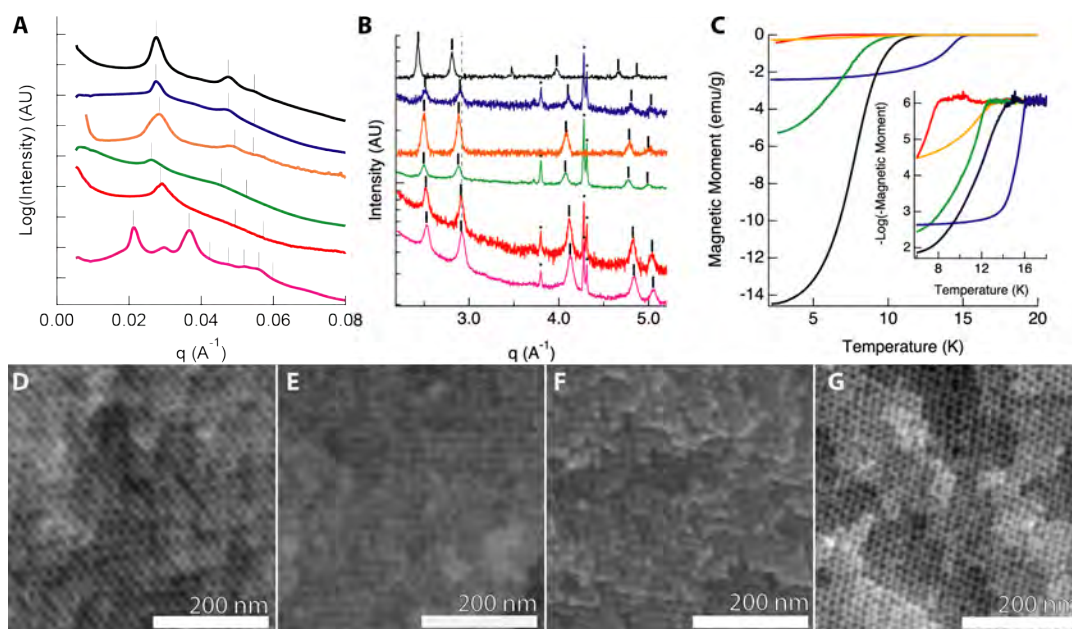 A
Log(Intensity) (AU)
0.00 0.02 0.04 0.06 0.08
q (A⁻¹)
B
Intensity (AU)
3.0 4.0 5.0
q (A⁻¹)
C
Magnetic Moment (emu/g)
0
-2
-4
-6
-8
-10
-12
-14
5 10 15 20
Temperature (K)
-Log(-Magnetic Moment)
6
5
4
3
2
8 12 16
Temperature (K)
D
200 nm
E
200 nm
F
200 nm
G
200 nm